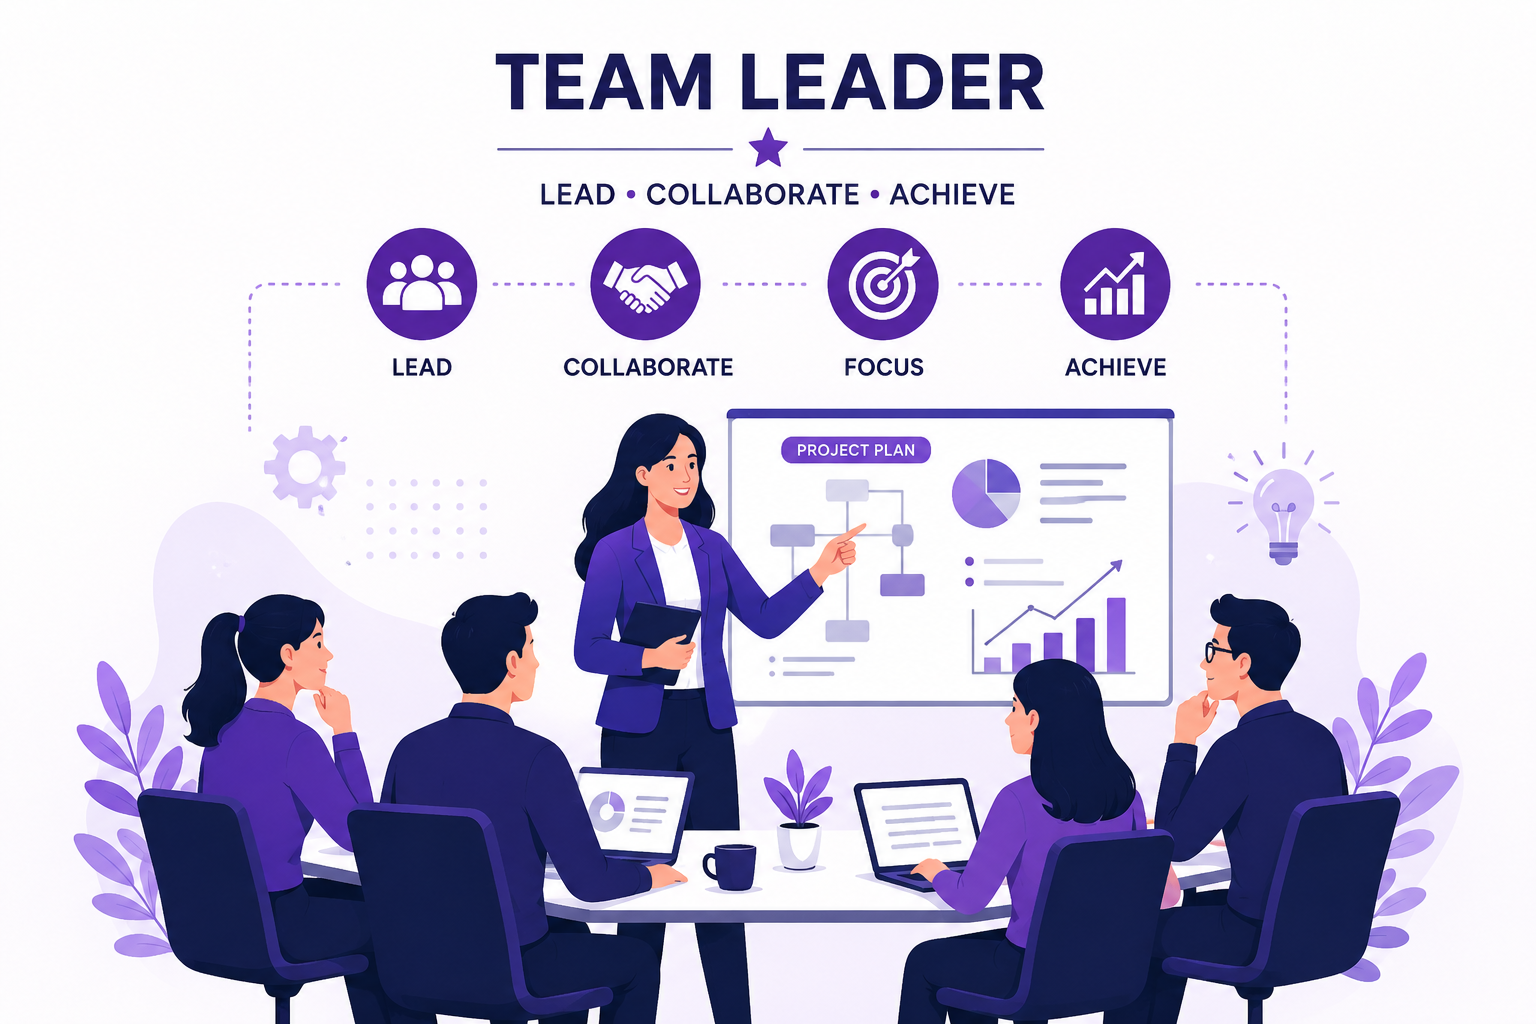 TEAM LEADER
LEAD • COLLABORATE • ACHIEVE
LEAD
COLLABORATE
FOCUS
ACHIEVE
PROJECT PLAN